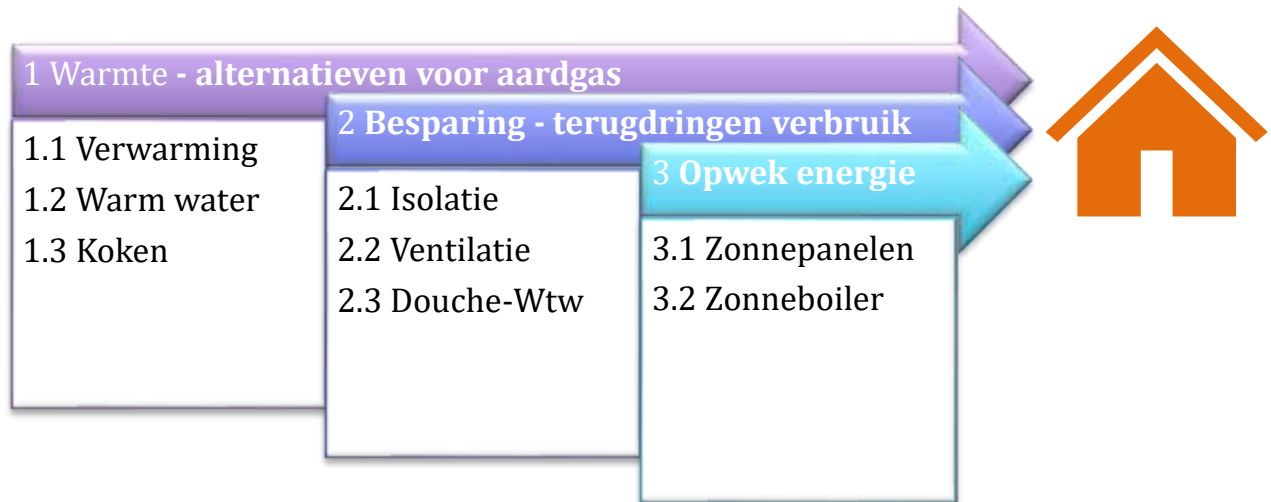 1 Warmte - alternatieven voor aardgas
1.1 Verwarming
1.2 Warm water
1.3 Koken
2 Besparing - terugdringen verbruik
2.1 Isolatie
2.2 Ventilatie
2.3 Douche-Wtw
3 Opwek energie
3.1 Zonnepanelen
3.2 Zonneboiler